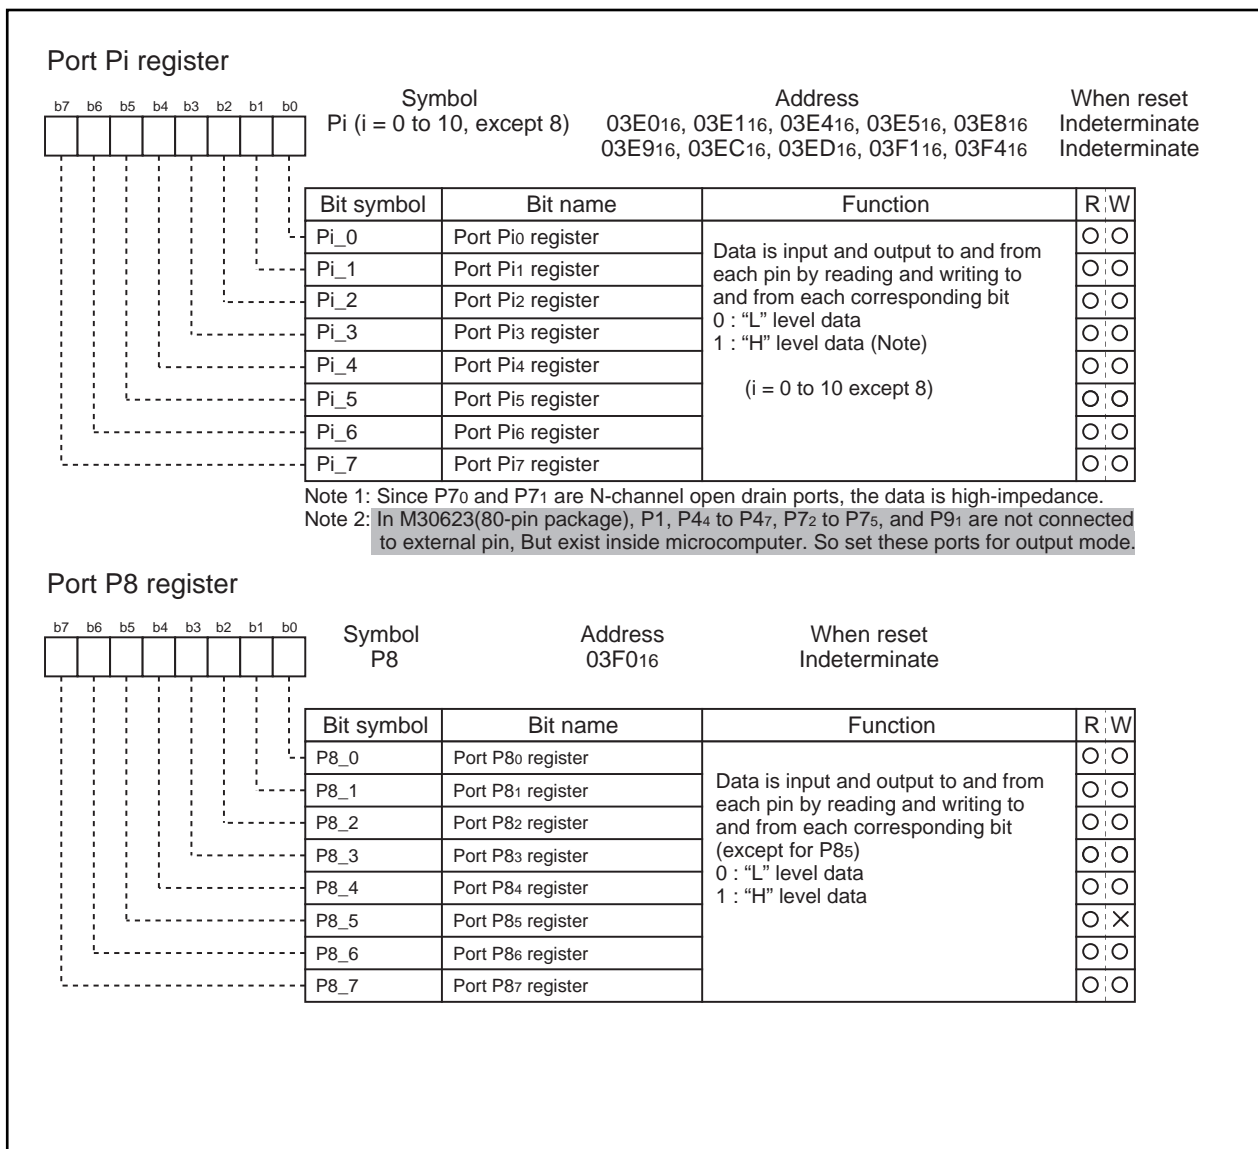 Port Pi register
b7 b6 b5 b4 b3 b2 b1 b0
Symbol Address When reset
Pi (i = 0 to 10, except 8) 03E016, 03E116, 03E416, 03E516, 03E816 Indeterminate
03E916, 03EC16, 03ED16, 03F116, 03F416 Indeterminate
Bit symbol Bit name Function R W
Pi_0 Port Pi0 register
Pi_1 Port Pi1 register
Pi_2 Port Pi2 register
Pi_3 Port Pi3 register
Pi_4 Port Pi4 register
Pi_5 Port Pi5 register
Pi_6 Port Pi6 register
Pi_7 Port Pi7 register
Data is input and output to and from
each pin by reading and writing to
and from each corresponding bit
0 : “L” level data
1 : “H” level data (Note)
(i = 0 to 10 except 8)
Note 1: Since P70 and P71 are N-channel open drain ports, the data is high-impedance.
Note 2: In M30623(80-pin package), P1, P44 to P47, P72 to P75, and P91 are not connected
to external pin, But exist inside microcomputer. So set these ports for output mode.
Port P8 register
b7 b6 b5 b4 b3 b2 b1 b0
Symbol Address When reset
P8 03F016 Indeterminate
Bit symbol Bit name Function R W
P8_0 Port P80 register
P8_1 Port P81 register
P8_2 Port P82 register
P8_3 Port P83 register
P8_4 Port P84 register
P8_5 Port P85 register
P8_6 Port P86 register
P8_7 Port P87 register
Data is input and output to and from
each pin by reading and writing to
and from each corresponding bit
(except for P85)
0 : “L” level data
1 : “H” level data